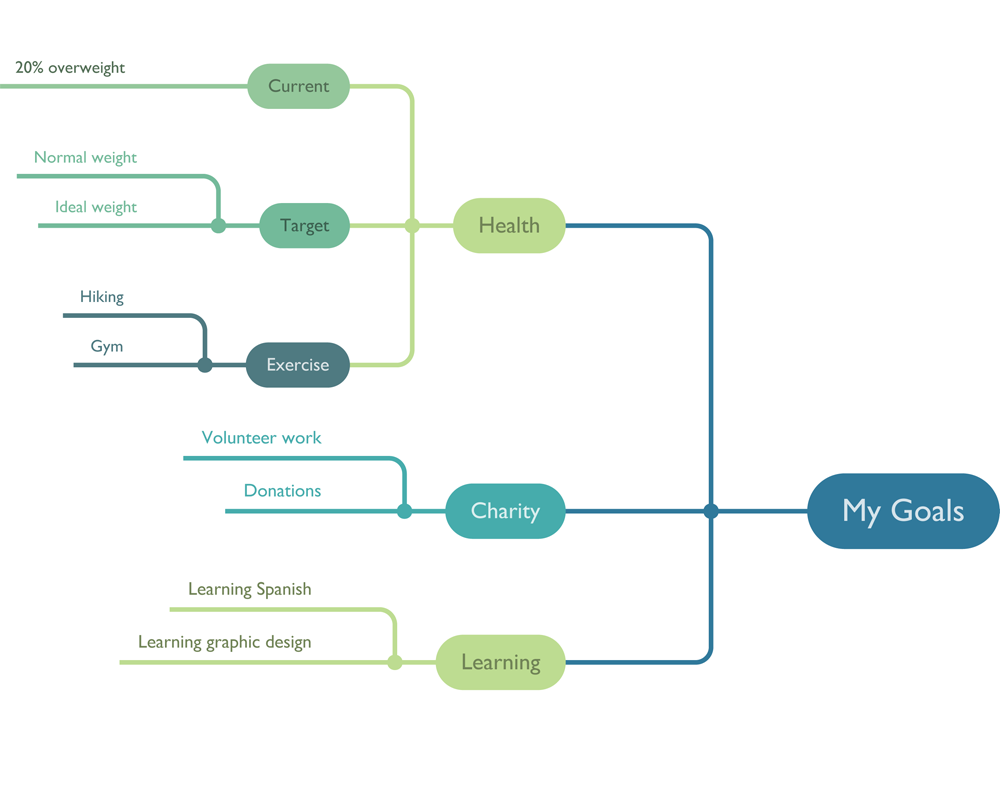 20% overweight
Current
Normal weight
Ideal weight
Target
Health
Hiking
Gym
Exercise
Volunteer work
Donations
Charity
My Goals
Learning Spanish
Learning graphic design
Learning